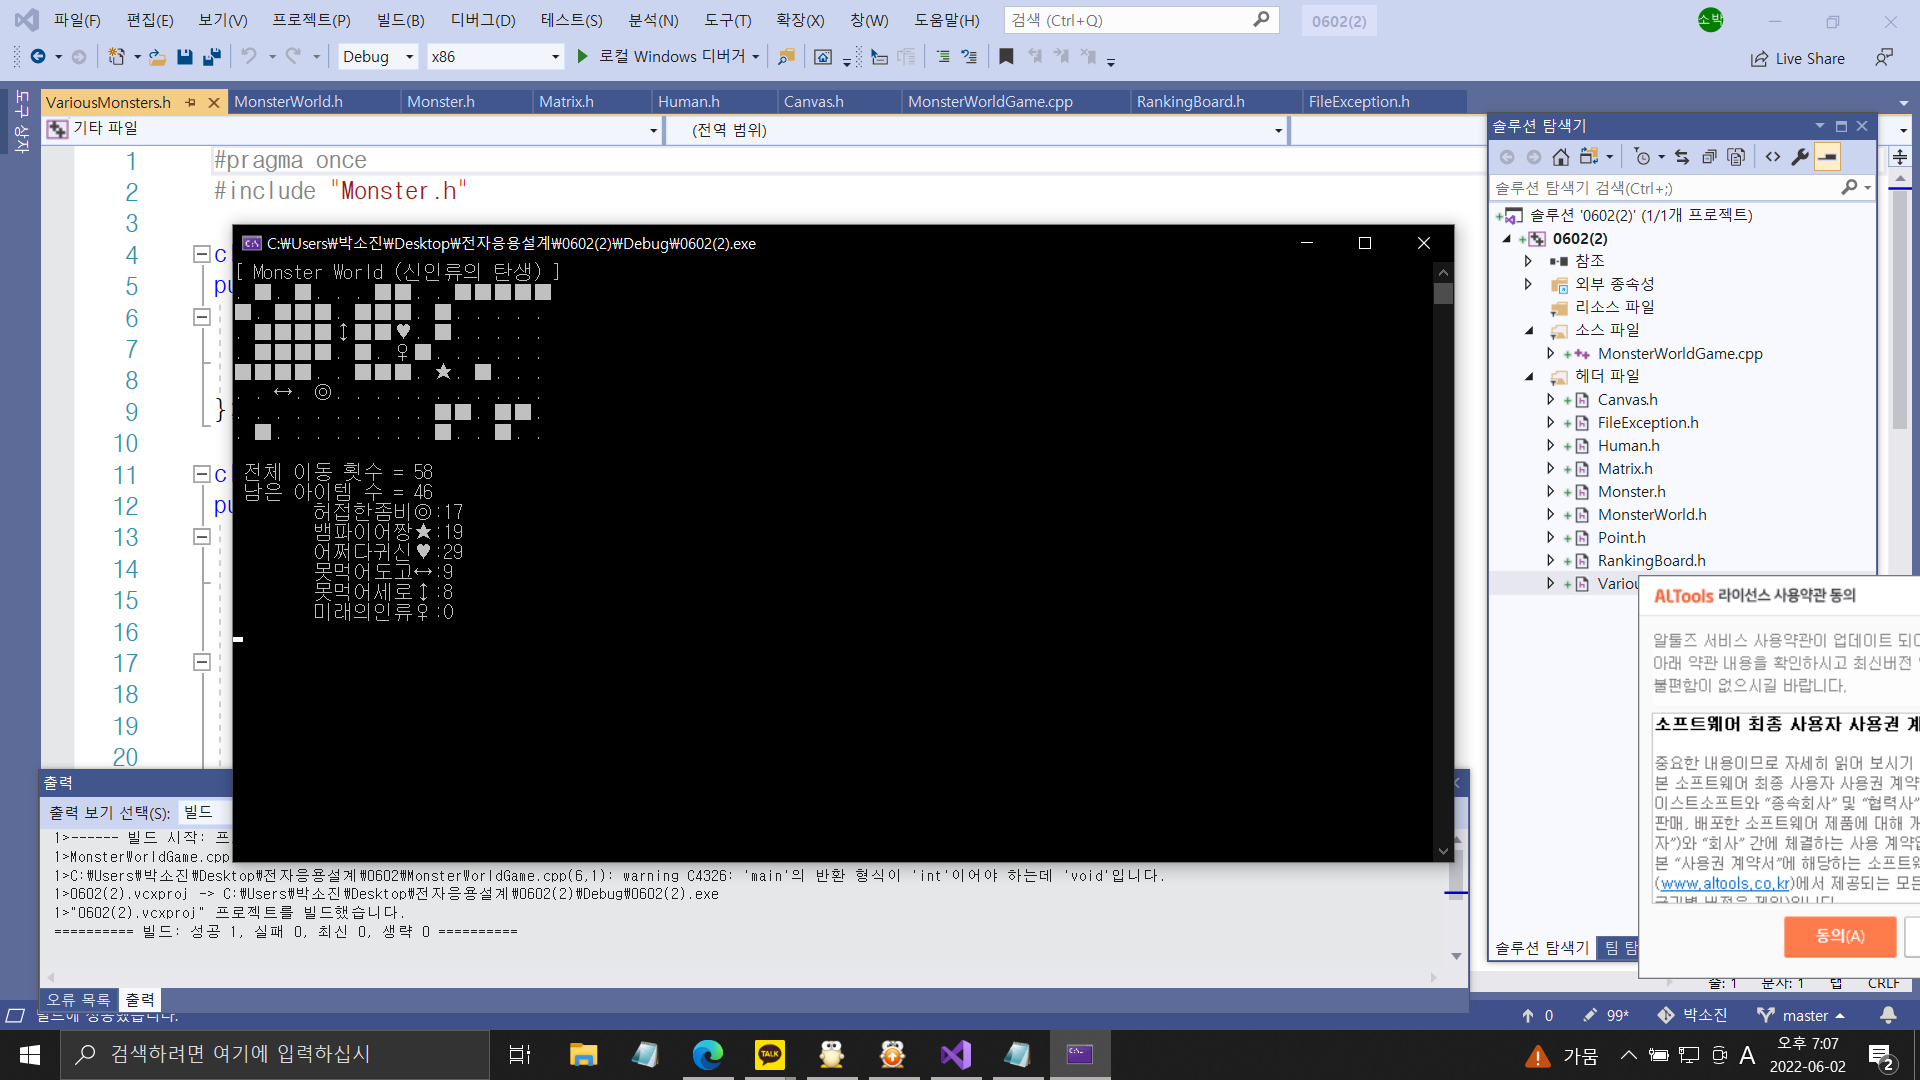 파일(F) 편집(E) 보기(V) 프로젝트(P) 빌드(B) 디버그(D) 테스트(S) 분석(N) 도구(T) 확장(X) 창(W) 도움말(H) 검색 (Ctrl+Q) 0602(2) 소박
Debug x86 로컬 Windows 디버거 Live Share
도구 상자
VariousMonsters.h MonsterWorld.h Monster.h Matrix.h Human.h Canvas.h MonsterWorldGame.cpp RankingBoard.h FileException.h
기타 파일 (전역 범위)
1 #pragma once
2 #include "Monster.h"
3
4 c
5 pu
6
7
8
9 }
10
11 c
12 pu
13
14
15
16
17
18
19
20
C:\Users\박소진\Desktop\전자응용설계\0602(2)\Debug\0602(2).exe
[ Monster World (신인류의 탄생) ]
. ■ . ■ . . . ■ ■ . . ■ ■ ■ ■ ■
■ . ■ ■ ■ . ■ ■ ■ . ■ . . . . .
. ■ ■ ■ ■ ↕ ■ ■ ♥ . ■ . . . . .
. ■ ■ ■ ■ . ■ . ♀ ■ . . . . . .
■ ■ ■ ■ . . ■ ■ ■ . ★ . ■ . . .
. . ↔ . ◎ . . . . . . . . . . .
. . . . . . . . . . ■ ■ . ■ ■ .
. ■ . . . . . . . . ■ . . ■ . .
전체 이동 횟수 = 58
남은 아이템 수 = 46
허접한좀비◎:17
뱀파이어짱★:19
어쩌다귀신♥:29
못먹어도고↔:9
못먹어세로↕:8
미래의인류♀:0
솔루션 탐색기
솔루션 탐색기 검색(Ctrl+;)
솔루션 '0602(2)' (1/1개 프로젝트)
0602(2)
참조
외부 종속성
리소스 파일
소스 파일
MonsterWorldGame.cpp
헤더 파일
Canvas.h
FileException.h
Human.h
Matrix.h
Monster.h
MonsterWorld.h
Point.h
RankingBoard.h
Variou
ALTools 라이선스 사용약관 동의
알툴즈 서비스 사용약관이 업데이트 되어
아래 약관 내용을 확인하시고 최신버전
불편함이 없으시길 바랍니다.
소프트웨어 최종 사용자 사용권 계
중요한 내용이므로 자세히 읽어 보시기
본 소프트웨어 최종 사용자 사용권 계약
이스트소프트와 “종속회사” 및 “협력사”
판매, 배포한 소프트웨어 제품에 대해 개
자”)와 “회사” 간에 체결하는 사용 계약입
본 “사용권 계약서”에 해당하는 소프트웨
(www.altools.co.kr)에서 제공되는 모든
동의(A)
솔루션 탐색기 팀 탐
출력
출력 보기 선택(S): 빌드
1>------ 빌드 시작: 프
1>MonsterWorldGame.cpp
1>C:\Users\박소진\Desktop\전자응용설계\0602\MonsterWorldGame.cpp(6,1): warning C4326: 'main'의 반환 형식이 'int'이어야 하는데 'void'입니다.
1>0602(2).vcxproj -> C:\Users\박소진\Desktop\전자응용설계\0602(2)\Debug\0602(2).exe
1>"0602(2).vcxproj" 프로젝트를 빌드했습니다.
========== 빌드: 성공 1, 실패 0, 최신 0, 생략 0 ==========
오류 목록 출력
줄: 1 문자: 1 탭 CRLF
빌드에 성공했습니다. 0 99* 박소진 master
검색하려면 여기에 입력하십시 TALK 가뭄 A 오후 7:07
2022-06-02 2